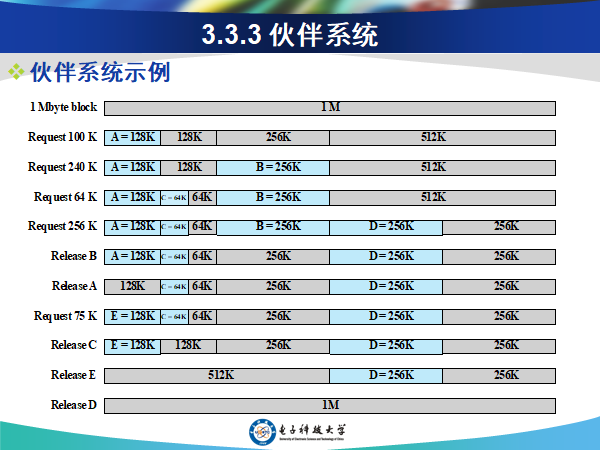 3.3.3 伙伴系统
伙伴系统示例
1 Mbyte block 1 M
Request 100 K A = 128K 128K 256K 512K
Request 240 K A = 128K 128K B = 256K 512K
Request 64 K A = 128K C = 64K 64K B = 256K 512K
Request 256 K A = 128K C = 64K 64K B = 256K D = 256K 256K
Release B A = 128K C = 64K 64K 256K D = 256K 256K
Release A 128K C = 64K 64K 256K D = 256K 256K
Request 75 K E = 128K C = 64K 64K 256K D = 256K 256K
Release C E = 128K 128K 256K D = 256K 256K
Release E 512K D = 256K 256K
Release D 1M
电子科技大学
University of Electronic Science and Technology of China